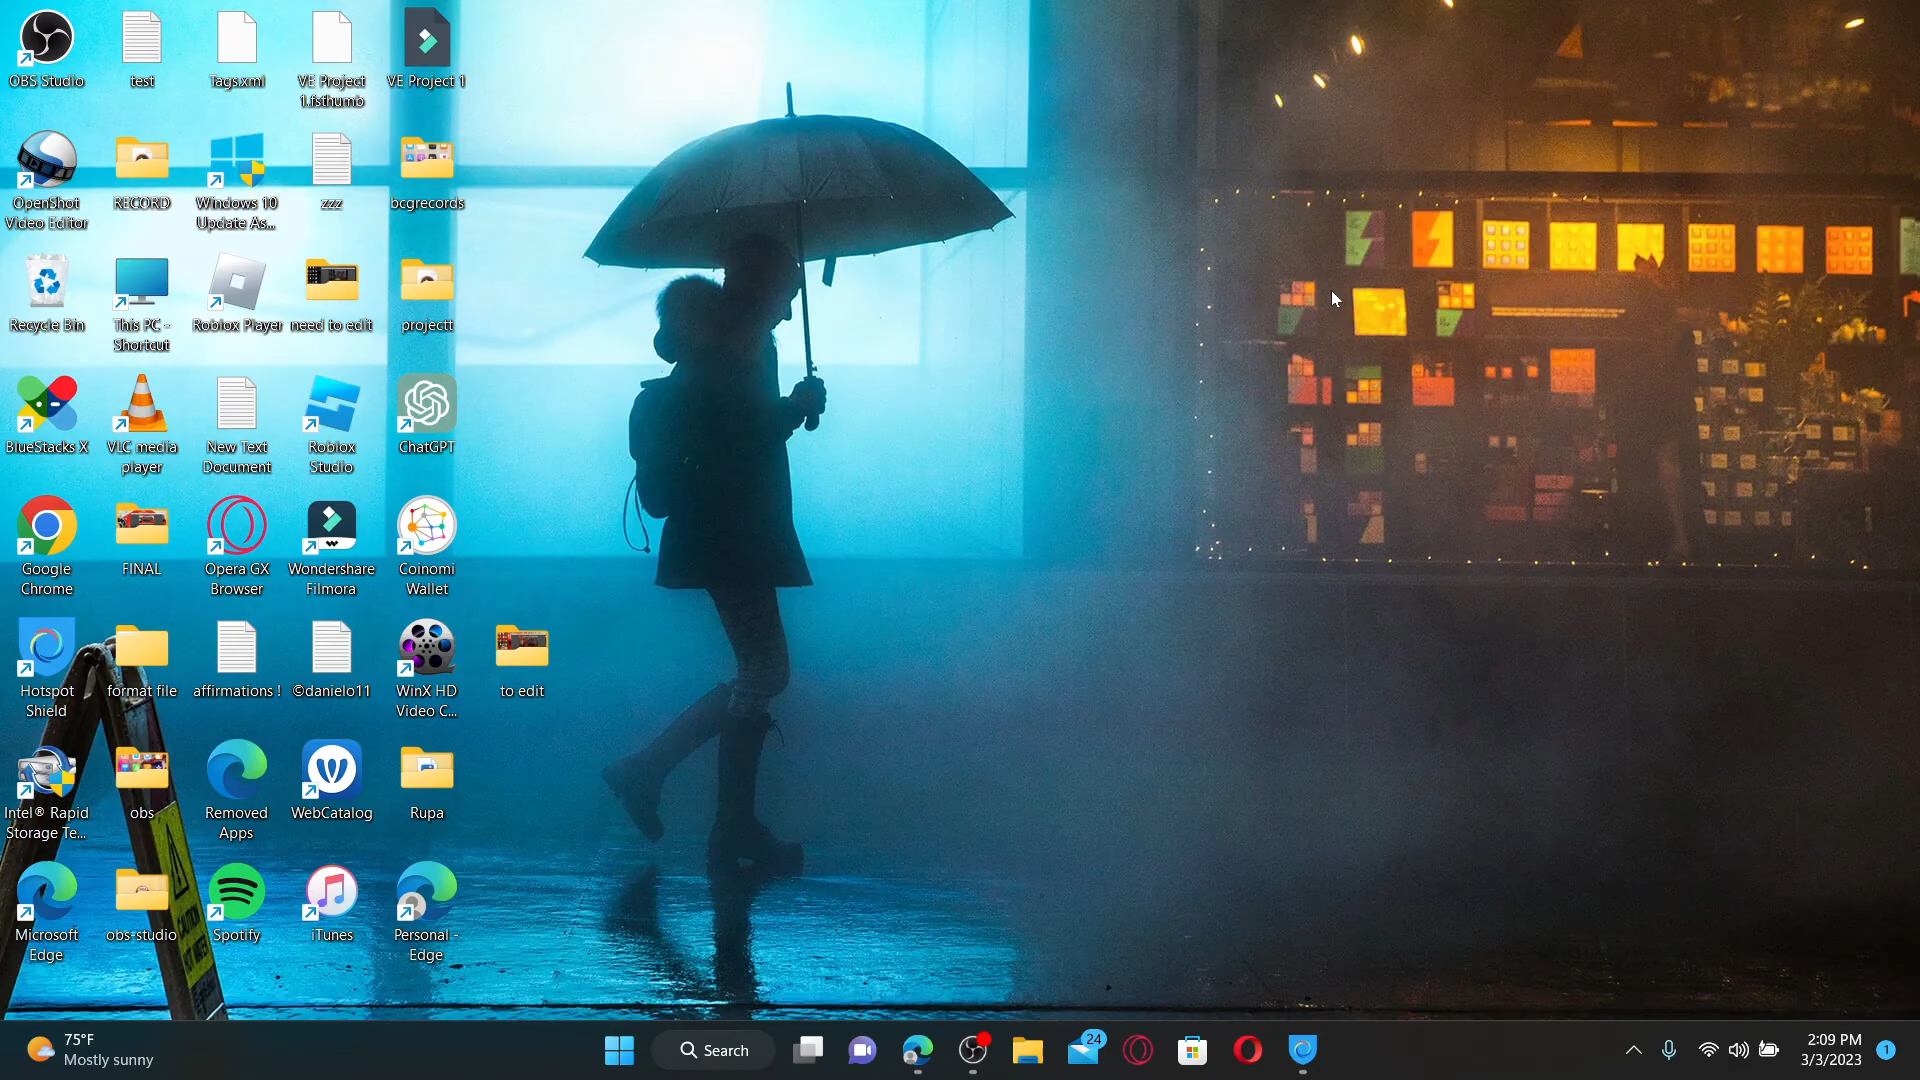 OBS Studio
test
Tags.xml
VE Project
1.fsthumb
VE Project 1
OpenShot
Video Editor
RECORD
Windows 10
Update As...
zzz
bcgrecords
Recycle Bin
This PC -
Shortcut
Roblox Player
need to edit
projectt
BlueStacks X
VLC media
player
New Text
Document
Roblox
Studio
ChatGPT
Google
Chrome
FINAL
Opera GX
Browser
Wondershare
Filmora
Coinomi
Wallet
Hotspot
Shield
format file
affirmations !
©danielo11
WinX HD
Video C...
to edit
Intel® Rapid
Storage Te...
obs
Removed
Apps
WebCatalog
Rupa
Microsoft
Edge
obs-studio
Spotify
iTunes
Personal -
Edge
CAUTION
75°F
Mostly sunny
Search
24
2:09 PM
3/3/2023
1